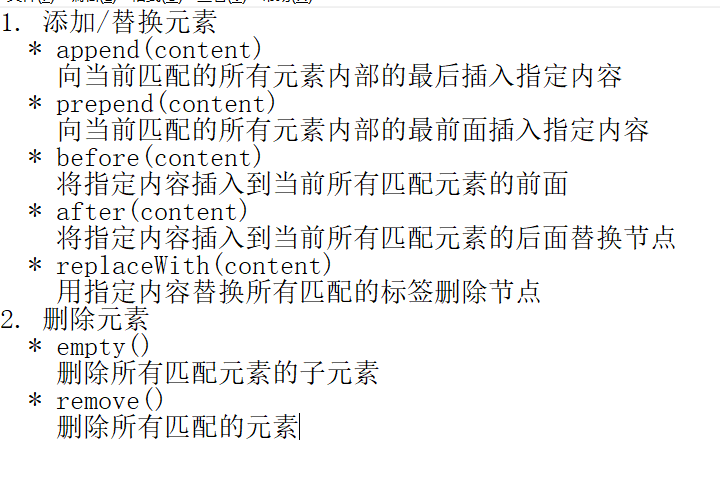 1. 添加/替换元素
* append(content)
向当前匹配的所有元素内部的最后插入指定内容
* prepend(content)
向当前匹配的所有元素内部的最前面插入指定内容
* before(content)
将指定内容插入到当前所有匹配元素的前面
* after(content)
将指定内容插入到当前所有匹配元素的后面替换节点
* replaceWith(content)
用指定内容替换所有匹配的标签删除节点
2. 删除元素
* empty()
删除所有匹配元素的子元素
* remove()
删除所有匹配的元素